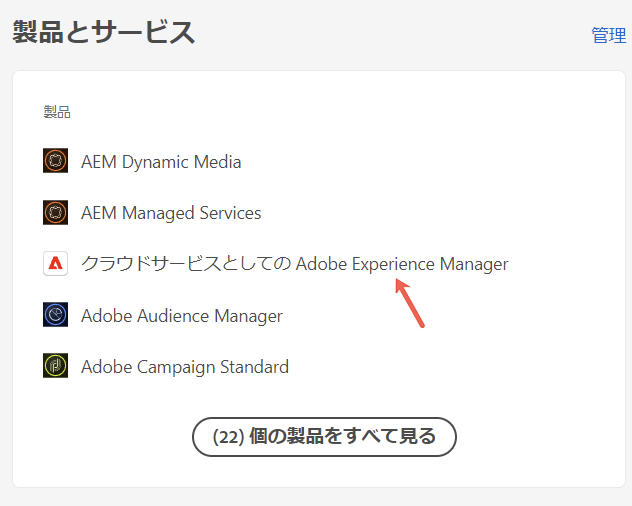 製品とサービス
管理
製品
AEM Dynamic Media
AEM Managed Services
クラウドサービスとしての Adobe Experience Manager
Adobe Audience Manager
Adobe Campaign Standard
(22) 個の製品をすべて見る